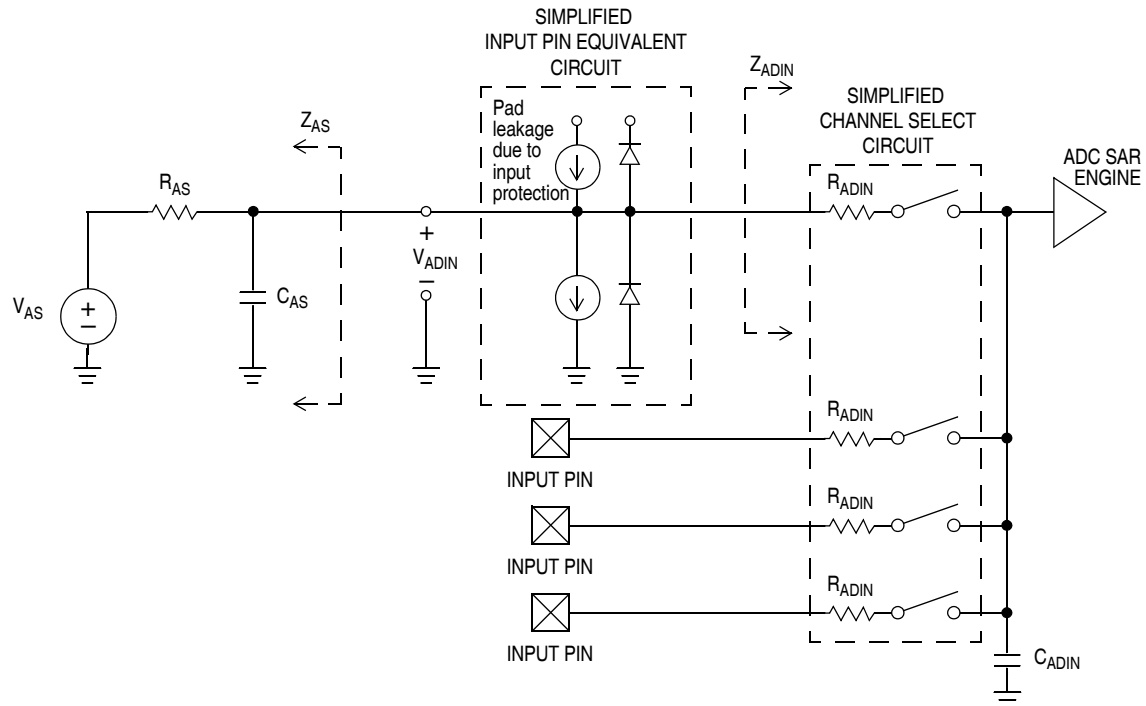 SIMPLIFIED
INPUT PIN EQUIVALENT
CIRCUIT
Pad
leakage
due to
input
protection
Z_ADIN
SIMPLIFIED
CHANNEL SELECT
CIRCUIT
ADC SAR
ENGINE
Z_AS
R_AS
R_ADIN
+
V_ADIN
–
C_AS
V_AS
+
–
R_ADIN
INPUT PIN
R_ADIN
INPUT PIN
R_ADIN
INPUT PIN
C_ADIN